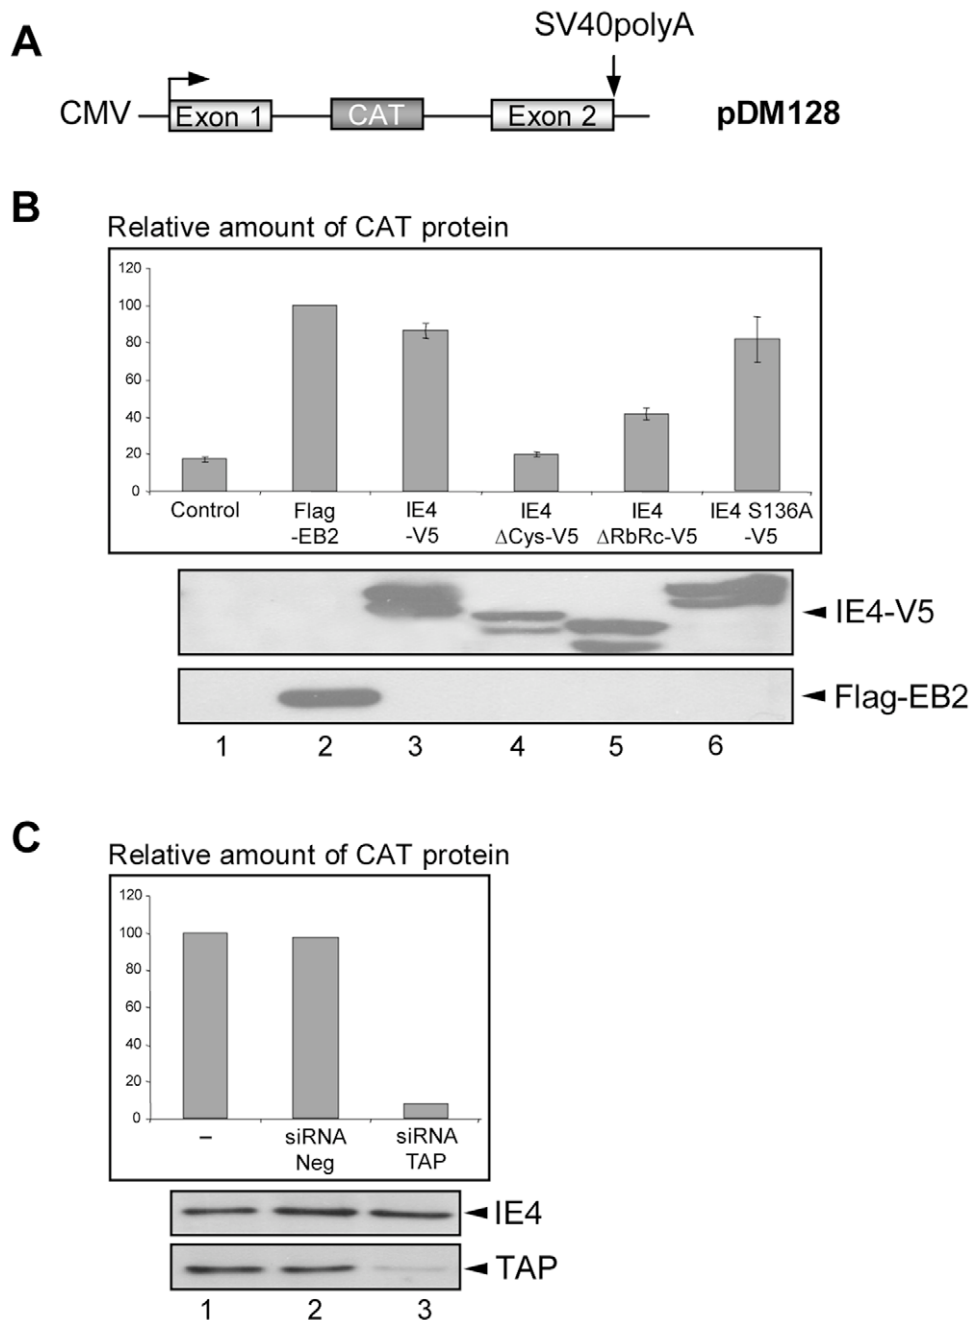 A
SV40polyA
CMV
Exon 1
CAT
Exon 2
pDM128
B
Relative amount of CAT protein
120
100
80
60
40
20
0
Control
Flag
-EB2
IE4
-V5
IE4
ΔCys-V5
IE4
ΔRbRc-V5
IE4 S136A
-V5
IE4-V5
Flag-EB2
1 2 3 4 5 6
C
Relative amount of CAT protein
120
100
80
60
40
20
0
–
siRNA
Neg
siRNA
TAP
IE4
TAP
1 2 3